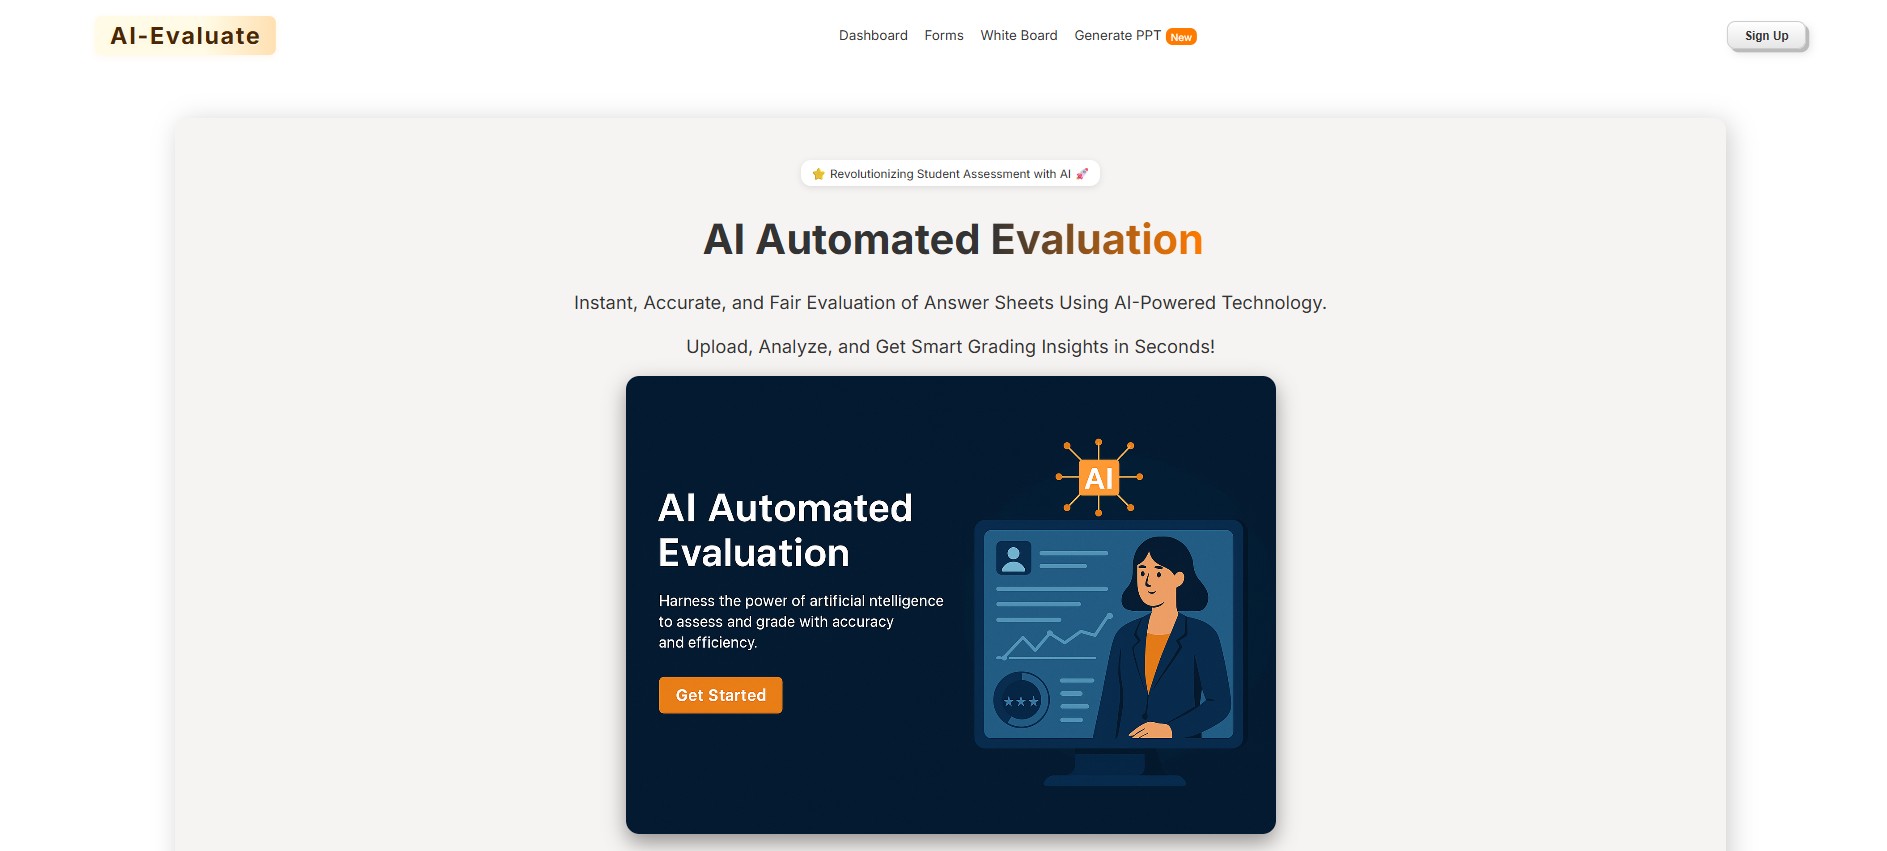 AI-Evaluate
Dashboard Forms White Board Generate PPT New
Sign Up
⭐ Revolutionizing Student Assessment with AI 🚀
AI Automated Evaluation
Instant, Accurate, and Fair Evaluation of Answer Sheets Using AI-Powered Technology.
Upload, Analyze, and Get Smart Grading Insights in Seconds!
AI
AI Automated
Evaluation
Harness the power of artificial ntelligence
to assess and grade with accuracy
and efficiency.
Get Started